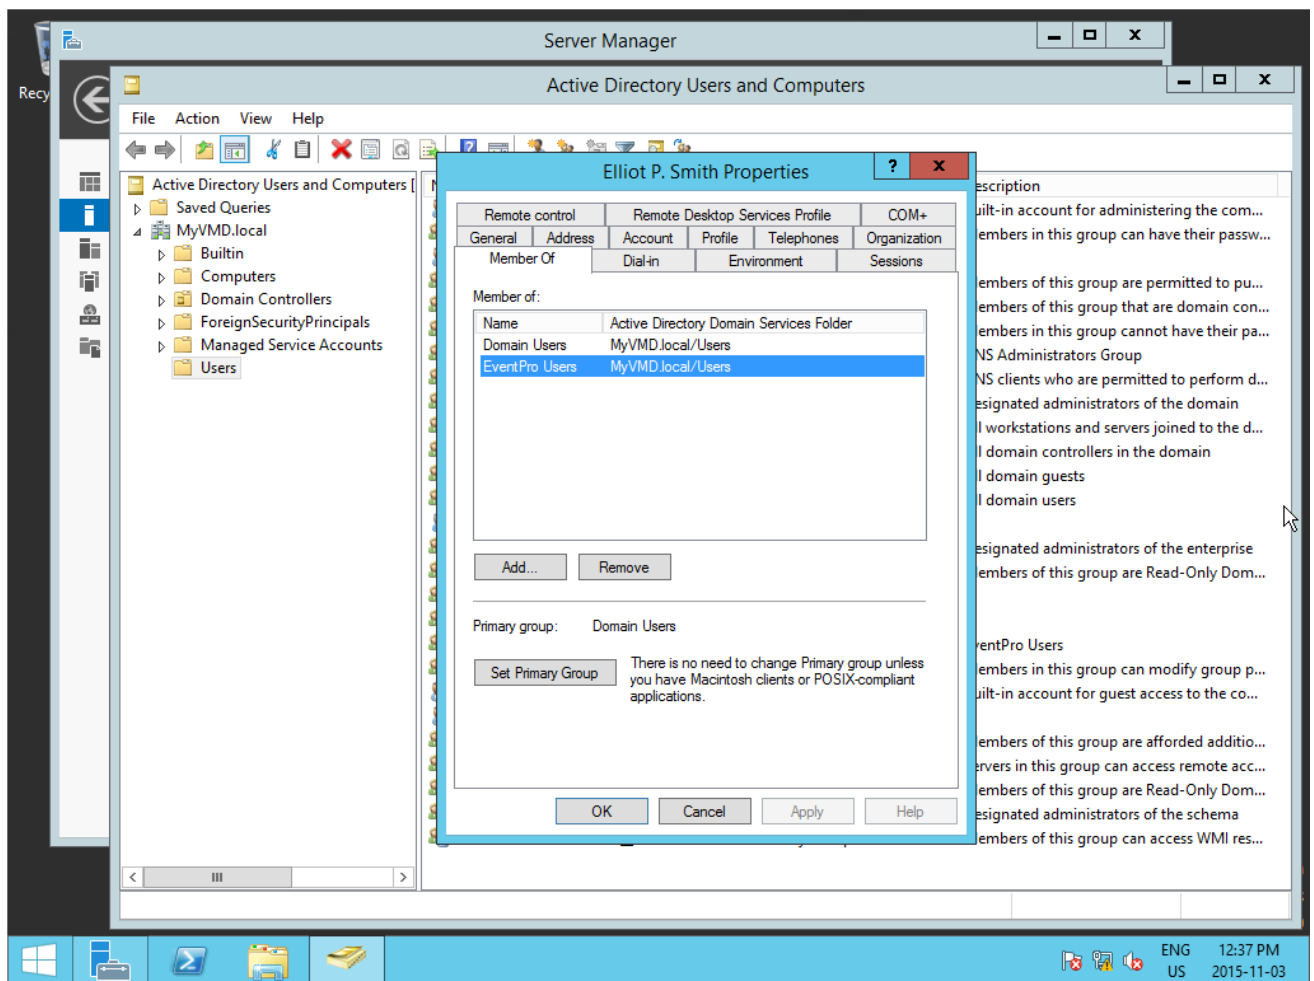 Server Manager
Recy
Active Directory Users and Computers
File Action View Help
Elliot P. Smith Properties
Active Directory Users and Computers [
Saved Queries
MyVMD.local
Builtin
Computers
Domain Controllers
ForeignSecurityPrincipals
Managed Service Accounts
Users
Remote control Remote Desktop Services Profile COM+
General Address Account Profile Telephones Organization
Member Of Dial-in Environment Sessions
Member of:
Name Active Directory Domain Services Folder
Domain Users MyVMD.local/Users
EventPro Users MyVMD.local/Users
Add... Remove
Primary group: Domain Users
Set Primary Group
There is no need to change Primary group unless
you have Macintosh clients or POSIX-compliant
applications.
OK Cancel Apply Help
escription
uilt-in account for administering the com...
embers in this group can have their passw...
embers of this group are permitted to pu...
embers of this group that are domain con...
embers in this group cannot have their pa...
NS Administrators Group
NS clients who are permitted to perform d...
esignated administrators of the domain
ll workstations and servers joined to the d...
ll domain controllers in the domain
ll domain guests
ll domain users
esignated administrators of the enterprise
embers of this group are Read-Only Dom...
ventPro Users
embers in this group can modify group p...
uilt-in account for guest access to the co...
embers of this group are afforded additio...
ervers in this group can access remote acc...
embers of this group are Read-Only Dom...
esignated administrators of the schema
embers of this group can access WMI res...
ENG 12:37 PM
US 2015-11-03